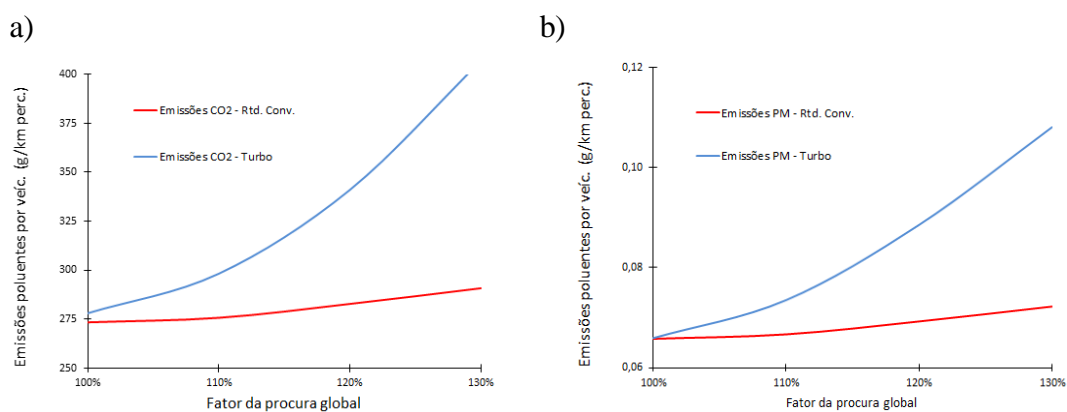 a)
Emissões poluentes por veíc. (g/km perc.)
400
375
350
325
300
275
250
Emissões CO2 - Rtd. Conv.
Emissões CO2 - Turbo
100%
110%
120%
130%
Fator da procura global
b)
Emissões poluentes por veíc. (g/km perc.)
0,12
0,10
0,08
0,06
Emissões PM - Rtd. Conv.
Emissões PM - Turbo
100%
110%
120%
130%
Fator da procura global